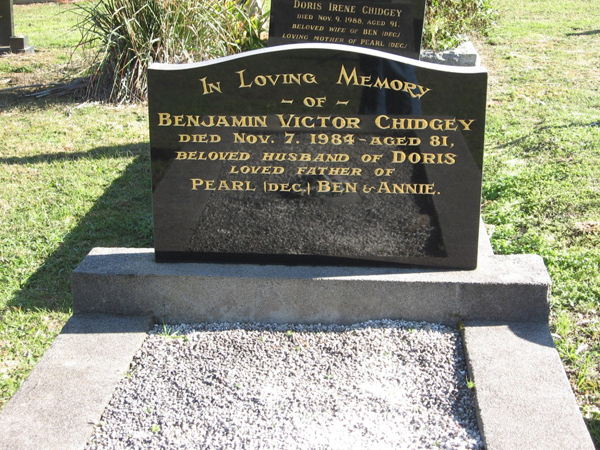 DORIS IRENE CHIDGEY
DIED NOV. 9, 1988, AGED 91.
BELOVED WIFE OF BEN (DEC.)
LOVING MOTHER OF PEARL (DEC.)
IN LOVING MEMORY
- OF -
BENJAMIN VICTOR CHIDGEY
DIED NOV. 7, 1984 - AGED 81,
BELOVED HUSBAND OF DORIS
LOVED FATHER OF
PEARL (DEC.) BEN & ANNIE.